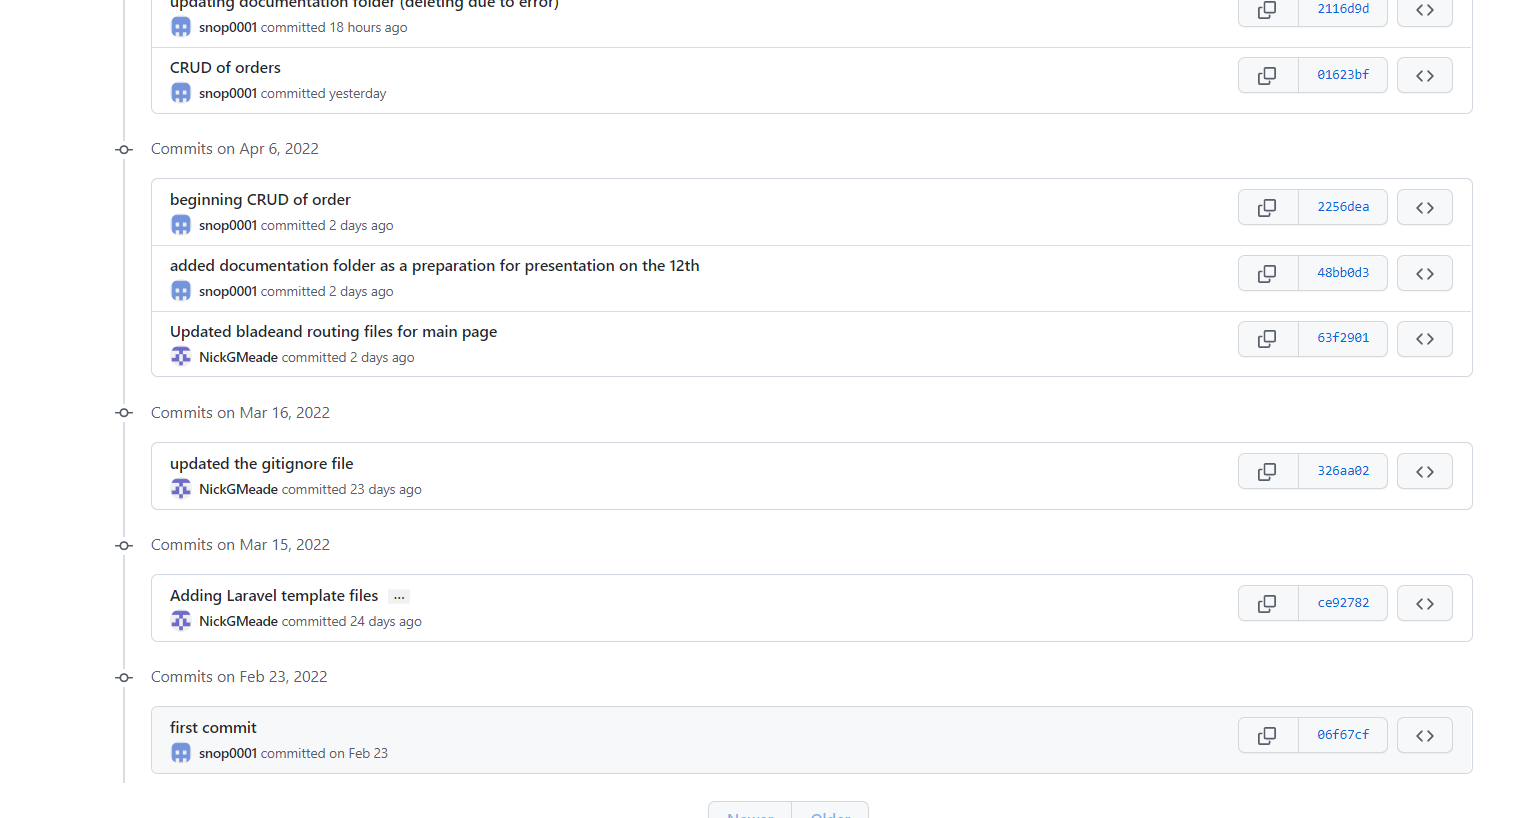 updating documentation folder (deleting due to error)
2116d9d
snop0001 committed 18 hours ago
CRUD of orders
01623bf
snop0001 committed yesterday
Commits on Apr 6, 2022
beginning CRUD of order
2256dea
snop0001 committed 2 days ago
added documentation folder as a preparation for presentation on the 12th
48bb0d3
snop0001 committed 2 days ago
Updated bladeand routing files for main page
63f2901
NickGMeade committed 2 days ago
Commits on Mar 16, 2022
updated the gitignore file
326aa02
NickGMeade committed 23 days ago
Commits on Mar 15, 2022
Adding Laravel template files ...
ce92782
NickGMeade committed 24 days ago
Commits on Feb 23, 2022
first commit
06f67cf
snop0001 committed on Feb 23
Newer Older